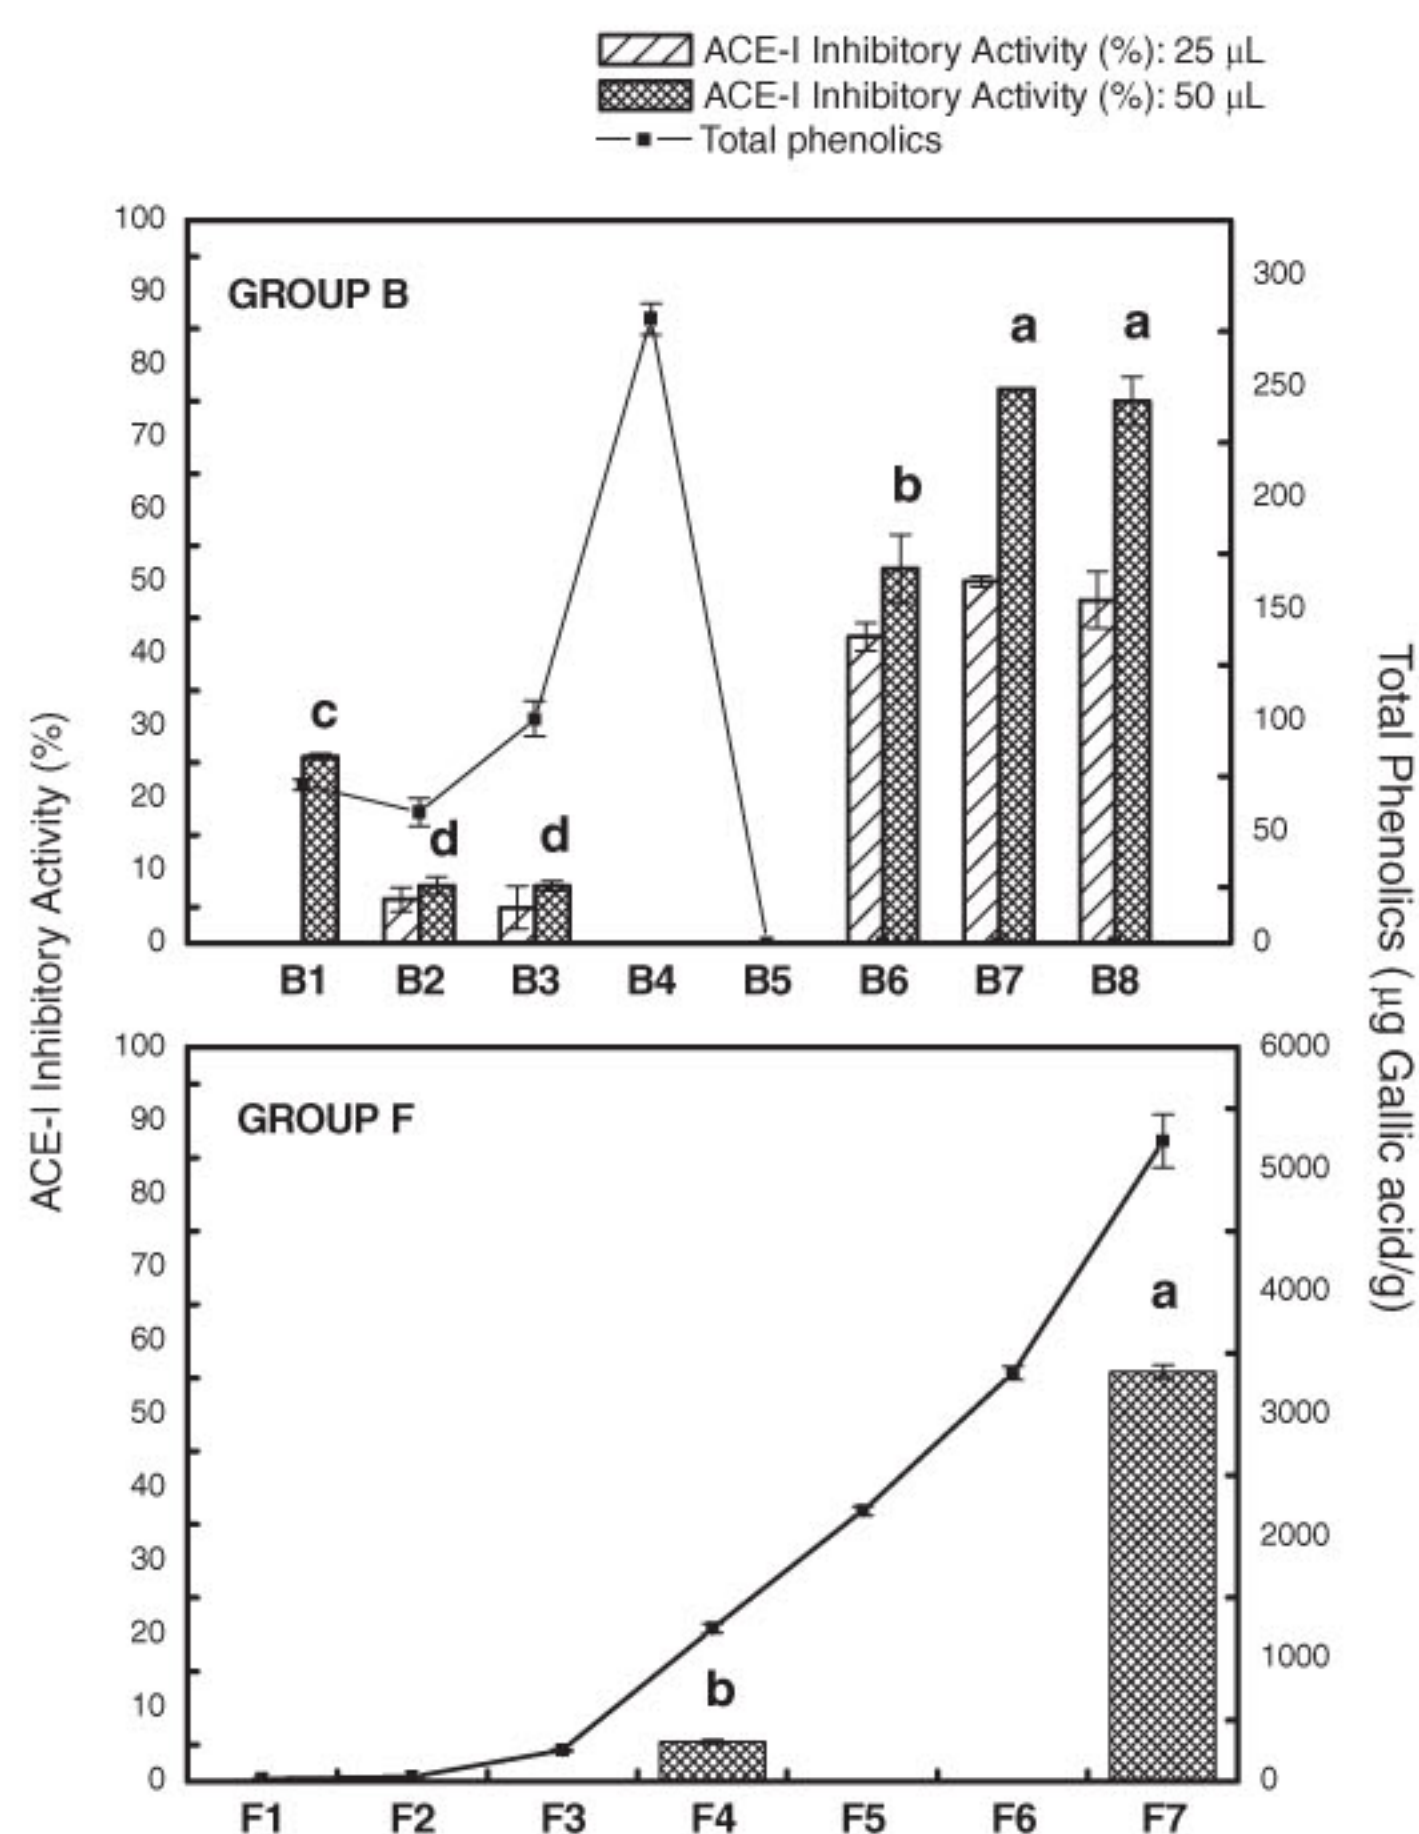 ACE-I Inhibitory Activity (%): 25 μL
ACE-I Inhibitory Activity (%): 50 μL
Total phenolics
ACE-I Inhibitory Activity (%)
Total Phenolics (μg Gallic acid/g)
GROUP B
100
90
80
70
60
50
40
30
20
10
0
300
250
200
150
100
50
0
c
d
d
b
a
a
B1 B2 B3 B4 B5 B6 B7 B8
GROUP F
100
90
80
70
60
50
40
30
20
10
0
6000
5000
4000
3000
2000
1000
0
b
a
F1 F2 F3 F4 F5 F6 F7